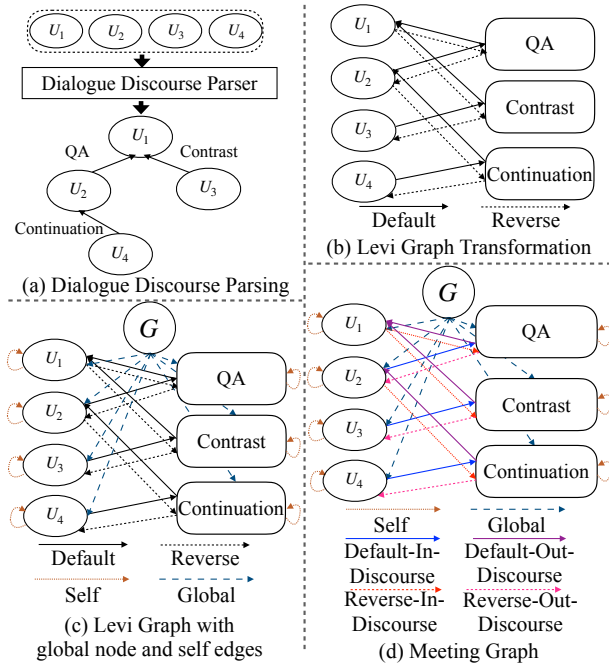 U1 U2 U3 U4
Dialogue Discourse Parser
U1
QA
Contrast
U2
U3
Continuation
U4
(a) Dialogue Discourse Parsing
U1
QA
U2
Contrast
U3
Continuation
U4
Default
Reverse
(b) Levi Graph Transformation
G
U1
QA
U2
Contrast
U3
Continuation
U4
Default
Reverse
Self
Global
(c) Levi Graph with
global node and self edges
G
U1
QA
U2
Contrast
U3
Continuation
U4
Self
Global
Default-In-
Discourse
Default-Out-
Discourse
Reverse-In-
Discourse
Reverse-Out-
Discourse
(d) Meeting Graph